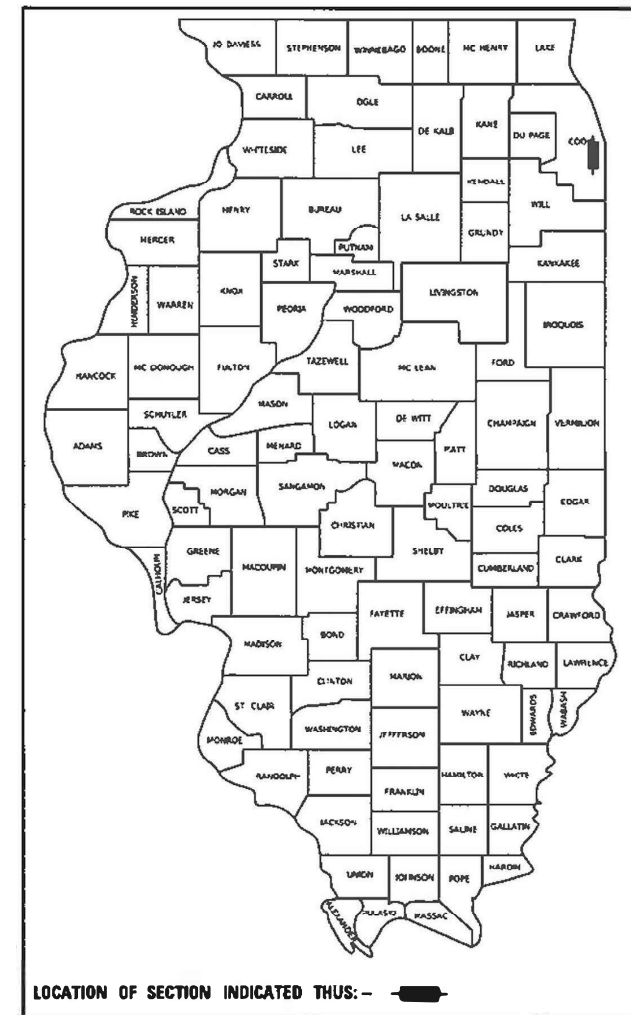 JO DAVIESS STEPHENSON WINNEBAGO BOONE MC HENRY LAKE
CARROLL OGLE DE KALB KANE DU PAGE COO
WHITESIDE LEE KENDALL WILL
ROCK ISLAND HENRY BUREAU LA SALLE GRUNDY
MERCER PUTNAM
STARK MARSHALL KANKAKEE
HENDERSON WARREN KNOX PEORIA WOODFORD LIVINGSTON IROQUOIS
HANCOCK MC DONOUGH FULTON TAZEWELL MC LEAN FORD
SCHUYLER MASON LOGAN DE WITT PIATT CHAMPAIGN VERMILION
ADAMS BROWN CASS MENARD MACON
PIKE SCOTT MORGAN SANGAMON CHRISTIAN MOULTRIE DOUGLAS EDGAR
COLES
CALHOUN GREENE MACOUPIN MONTGOMERY SHELBY CUMBERLAND CLARK
JERSEY FAYETTE EFFINGHAM JASPER CRAWFORD
MADISON BOND CLAY RICHLAND LAWRENCE
CLINTON MARION
ST. CLAIR WAYNE EDWARDS WABASH
MONROE WASHINGTON JEFFERSON
RANDOLPH PERRY HAMILTON WHITE
FRANKLIN
JACKSON WILLIAMSON SALINE GALLATIN
UNION JOHNSON POPE HARDIN
ALEXANDER PULASKI MASSAC
LOCATION OF SECTION INDICATED THUS: -